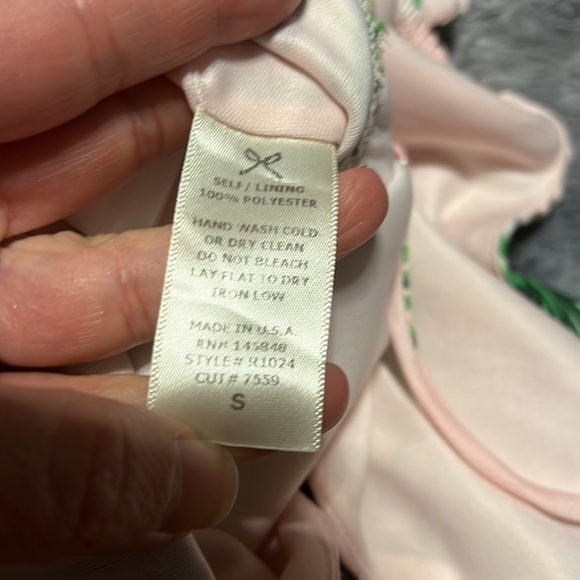 SELF / LINING
100% POLYESTER
HAND WASH COLD
OR DRY CLEAN
DO NOT BLEACH
LAY FLAT TO DRY
IRON LOW
MADE IN U.S.A.
RN# 145848
STYLE# R1024
CUT# 7559
S